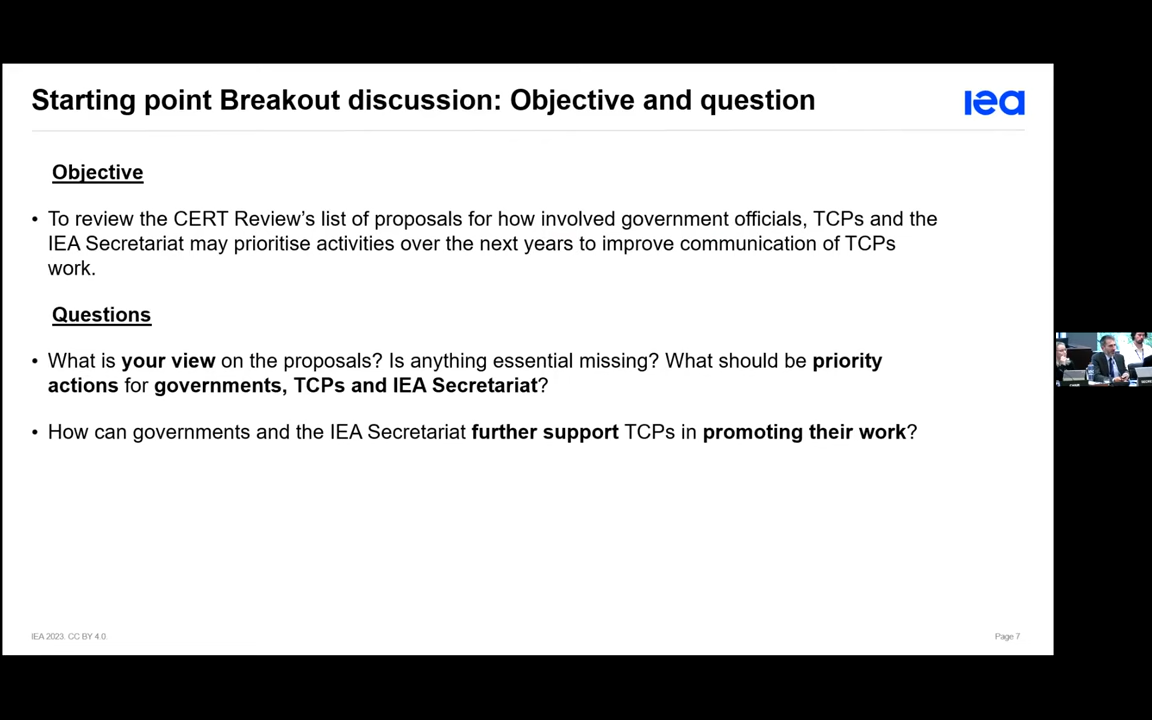 Starting point Breakout discussion: Objective and question
iea
Objective
• To review the CERT Review's list of proposals for how involved government officials, TCPs and the
IEA Secretariat may prioritise activities over the next years to improve communication of TCPs
work.
Questions
• What is your view on the proposals? Is anything essential missing? What should be priority
actions for governments, TCPs and IEA Secretariat?
• How can governments and the IEA Secretariat further support TCPs in promoting their work?
IEA 2023. CC BY 4.0.
Page 7